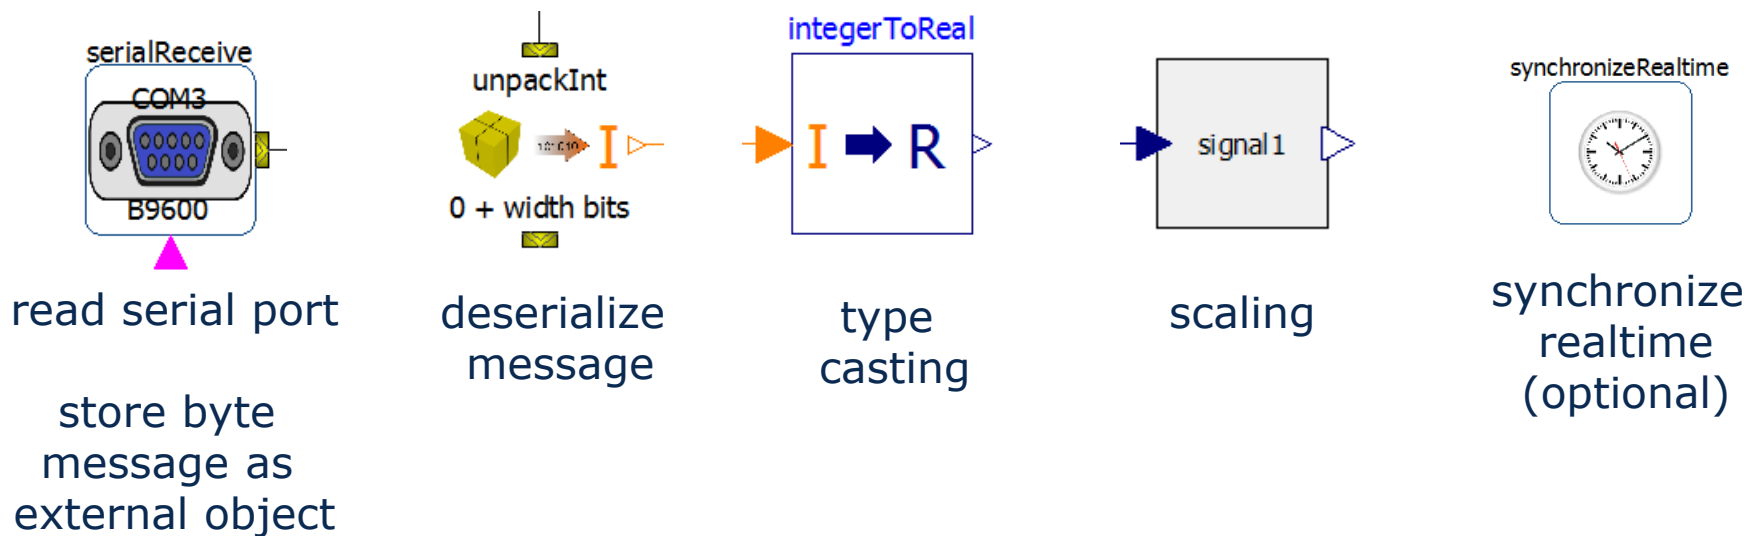 serialReceive
COM3
B9600
read serial port
store byte
message as
external object
unpackInt
101010
I
0 + width bits
deserialize
message
integerToReal
I R
type
casting
signal1
scaling
synchronizeRealtime
synchronize
realtime
(optional)